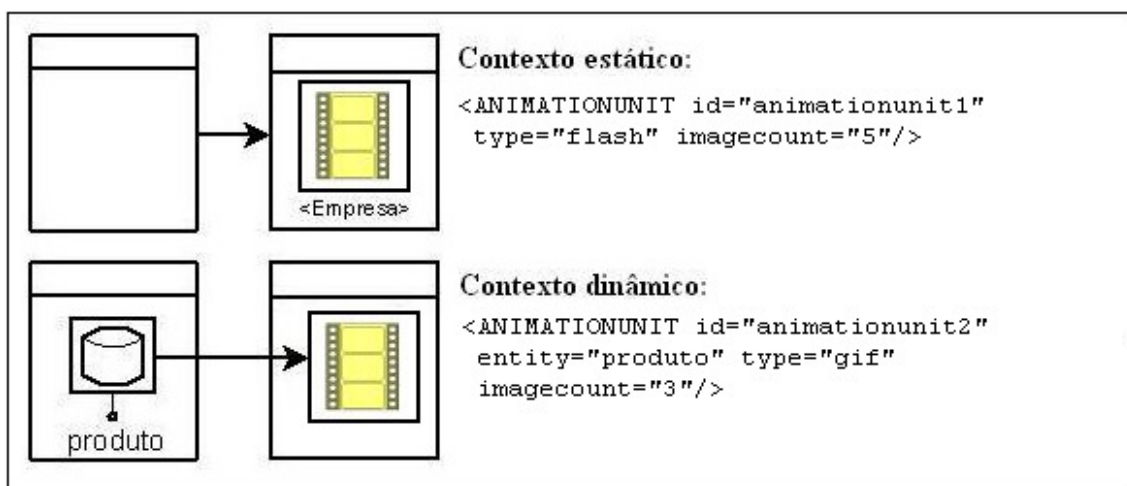 Contexto estático:
<ANIMATIONUNIT id="animationunit1"
type="flash" imagecount="5"/>
<Empresa>
Contexto dinâmico:
<ANIMATIONUNIT id="animationunit2"
entity="produto" type="gif"
imagecount="3"/>
produto